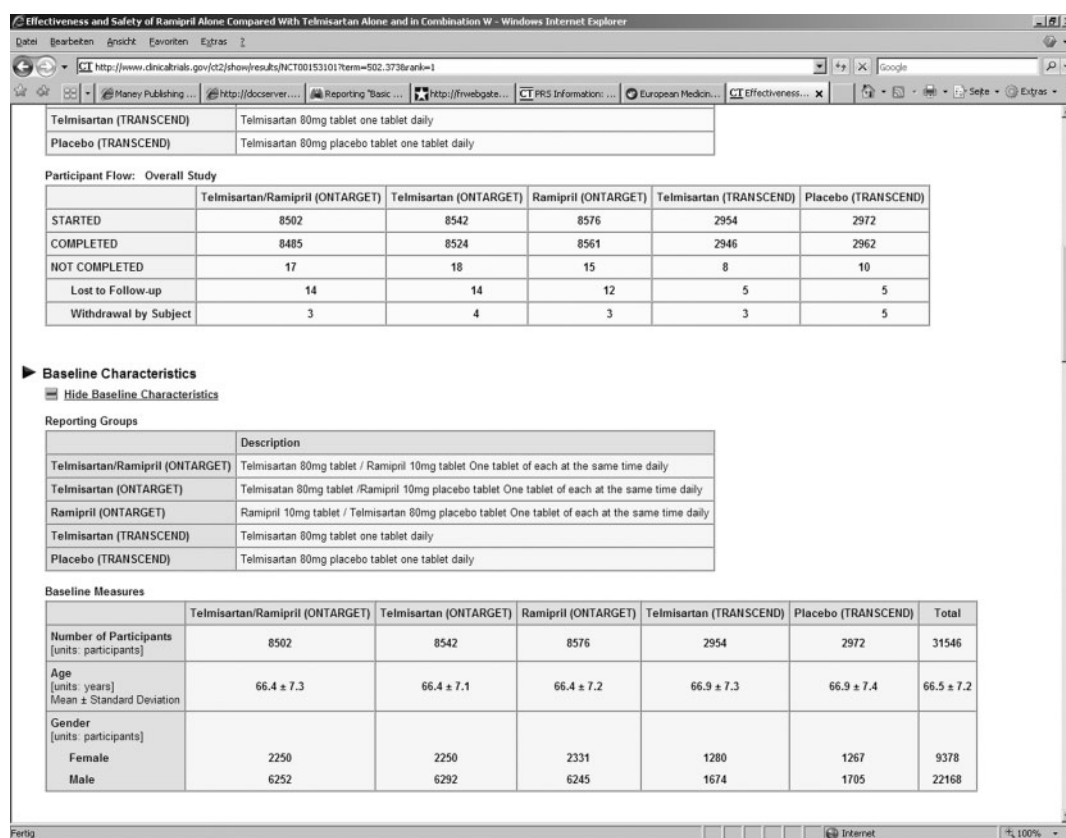 Effectiveness and Safety of Ramipril Alone Compared With Telmisartan Alone and in Combination W - Windows Internet Explorer
Datei Bearbeiten Ansicht Favoriten Extras ?
CT http://www.clinicaltrials.gov/ct2/show/results/NCT00153101?term=502.373&rank=1 Google
Maney Publishing ... http://docserver.... Reporting "Basic ... http://frwebgate... CT PRS Information: ... European Medicin... CT Effectiveness... x Seite Extras
Telmisartan (TRANSCEND) Telmisartan 80mg tablet one tablet daily
Placebo (TRANSCEND) Telmisartan 80mg placebo tablet one tablet daily
Participant Flow: Overall Study
Telmisartan/Ramipril (ONTARGET) Telmisartan (ONTARGET) Ramipril (ONTARGET) Telmisartan (TRANSCEND) Placebo (TRANSCEND)
STARTED 8502 8542 8576 2954 2972
COMPLETED 8485 8524 8561 2946 2962
NOT COMPLETED 17 18 15 8 10
Lost to Follow-up 14 14 12 5 5
Withdrawal by Subject 3 4 3 3 5
Baseline Characteristics
Hide Baseline Characteristics
Reporting Groups
Description
Telmisartan/Ramipril (ONTARGET) Telmisartan 80mg tablet / Ramipril 10mg tablet One tablet of each at the same time daily
Telmisartan (ONTARGET) Telmisatan 80mg tablet /Ramipril 10mg placebo tablet One tablet of each at the same time daily
Ramipril (ONTARGET) Ramipril 10mg tablet / Telmisartan 80mg placebo tablet One tablet of each at the same time daily
Telmisartan (TRANSCEND) Telmisartan 80mg tablet one tablet daily
Placebo (TRANSCEND) Telmisartan 80mg placebo tablet one tablet daily
Baseline Measures
Telmisartan/Ramipril (ONTARGET) Telmisartan (ONTARGET) Ramipril (ONTARGET) Telmisartan (TRANSCEND) Placebo (TRANSCEND) Total
Number of Participants
[units: participants] 8502 8542 8576 2954 2972 31546
Age
[units: years] 66.4 ± 7.3 66.4 ± 7.1 66.4 ± 7.2 66.9 ± 7.3 66.9 ± 7.4 66.5 ± 7.2
Mean ± Standard Deviation
Gender
[units: participants]
Female 2250 2250 2331 1280 1267 9378
Male 6252 6292 6245 1674 1705 22168
Fertig Internet 100%